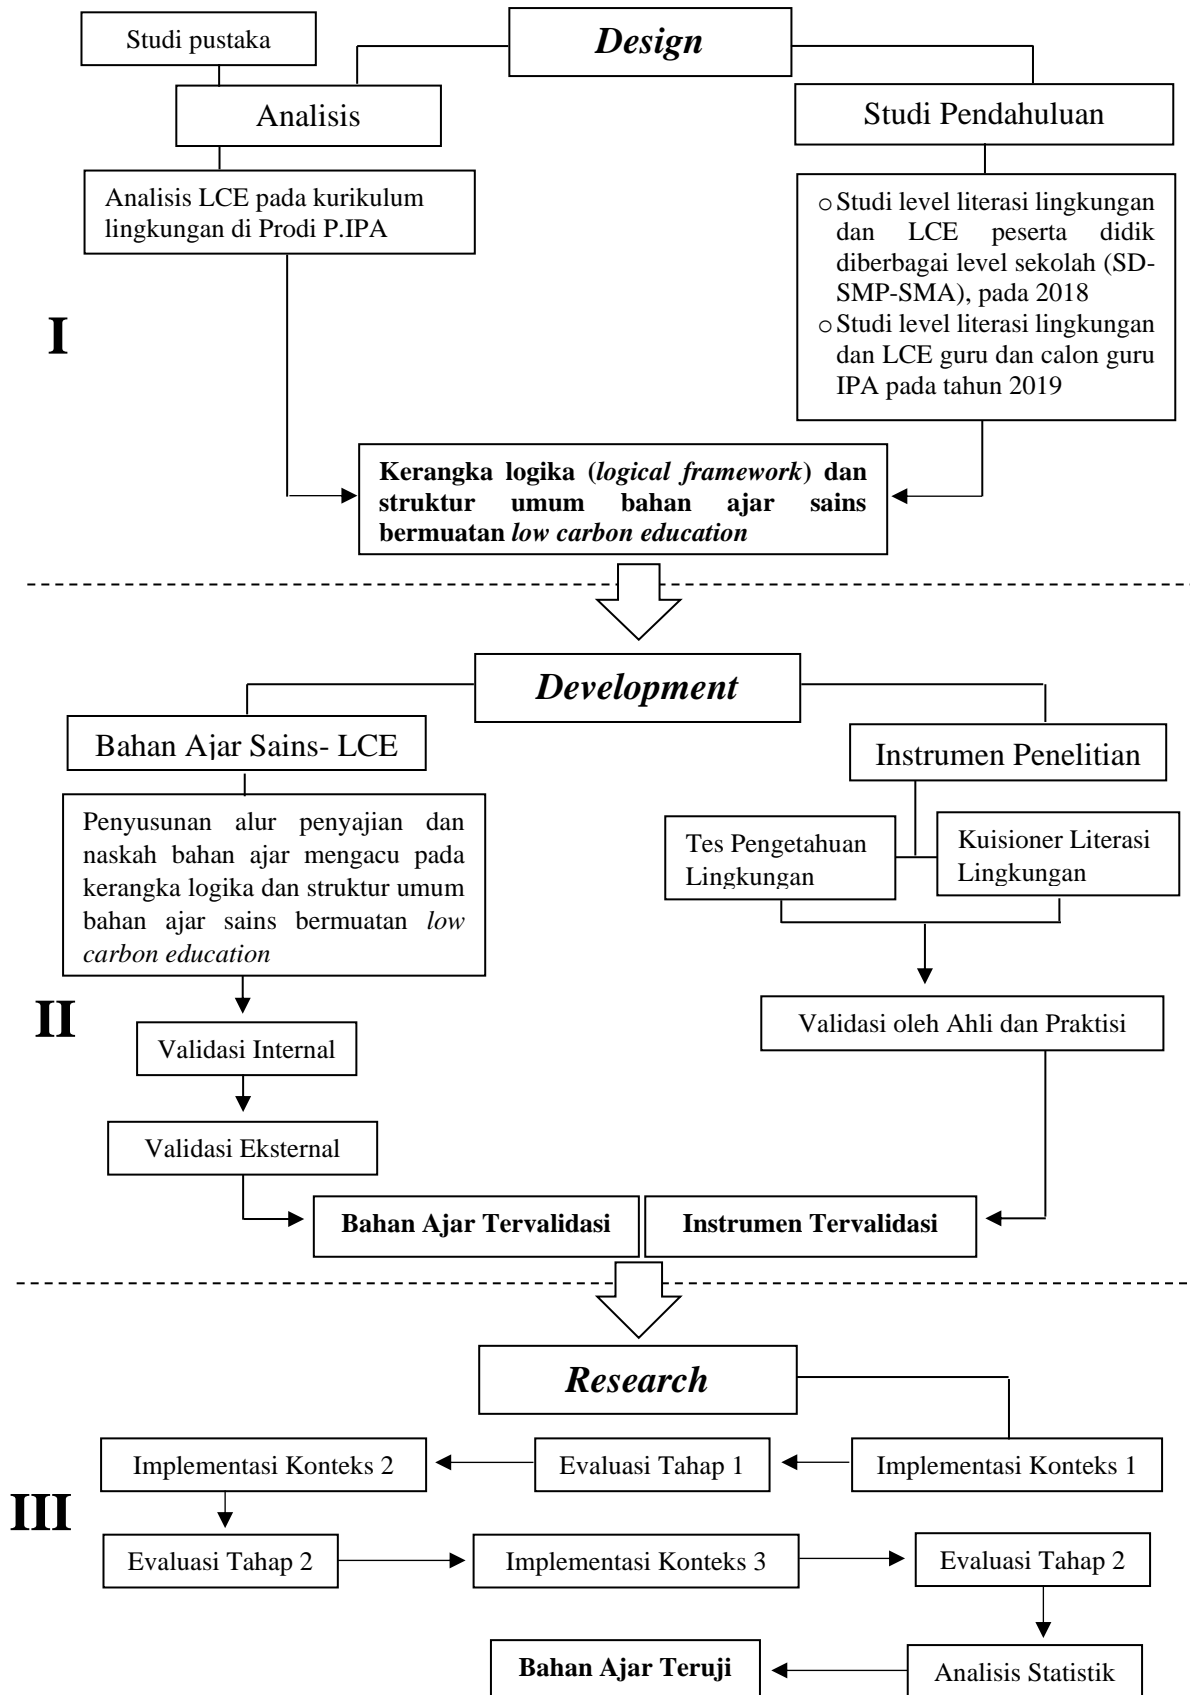 Studi pustaka
Design
Analisis
Studi Pendahuluan
Analisis LCE pada kurikulum
lingkungan di Prodi P.IPA
o Studi level literasi lingkungan
dan LCE peserta didik
diberbagai level sekolah (SD-
SMP-SMA), pada 2018
o Studi level literasi lingkungan
dan LCE guru dan calon guru
IPA pada tahun 2019
I
Kerangka logika (logical framework) dan
struktur umum bahan ajar sains
bermuatan low carbon education
Development
Bahan Ajar Sains- LCE
Instrumen Penelitian
Penyusunan alur penyajian dan
naskah bahan ajar mengacu pada
kerangka logika dan struktur umum
bahan ajar sains bermuatan low
carbon education
Tes Pengetahuan
Lingkungan
Kuisioner Literasi
Lingkungan
II
Validasi oleh Ahli dan Praktisi
Validasi Internal
Validasi Eksternal
Bahan Ajar Tervalidasi
Instrumen Tervalidasi
Research
Implementasi Konteks 2
Evaluasi Tahap 1
Implementasi Konteks 1
III
Evaluasi Tahap 2
Implementasi Konteks 3
Evaluasi Tahap 2
Bahan Ajar Teruji
Analisis Statistik